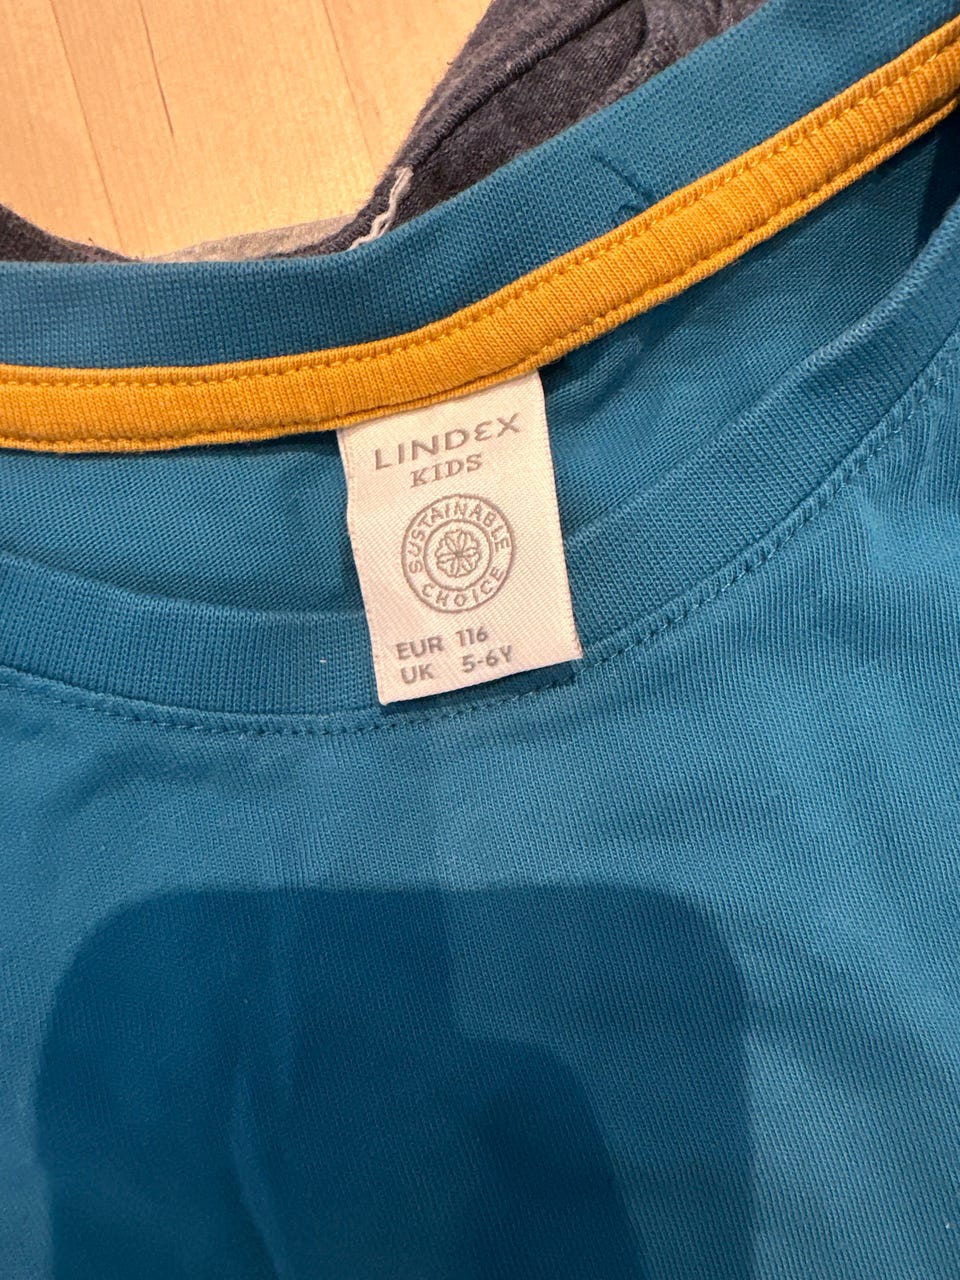 LINDEX
KIDS
SUSTAINABLE
CHOICE
EUR 116
UK 5-6Y